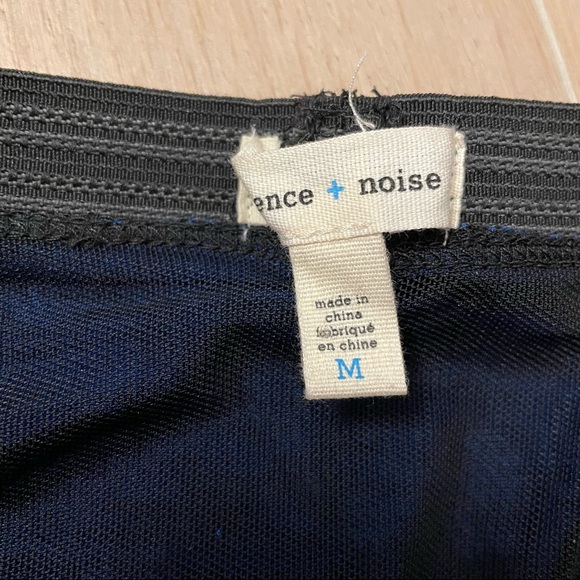 ence + noise
made in
china
fabriqué
en chine
M